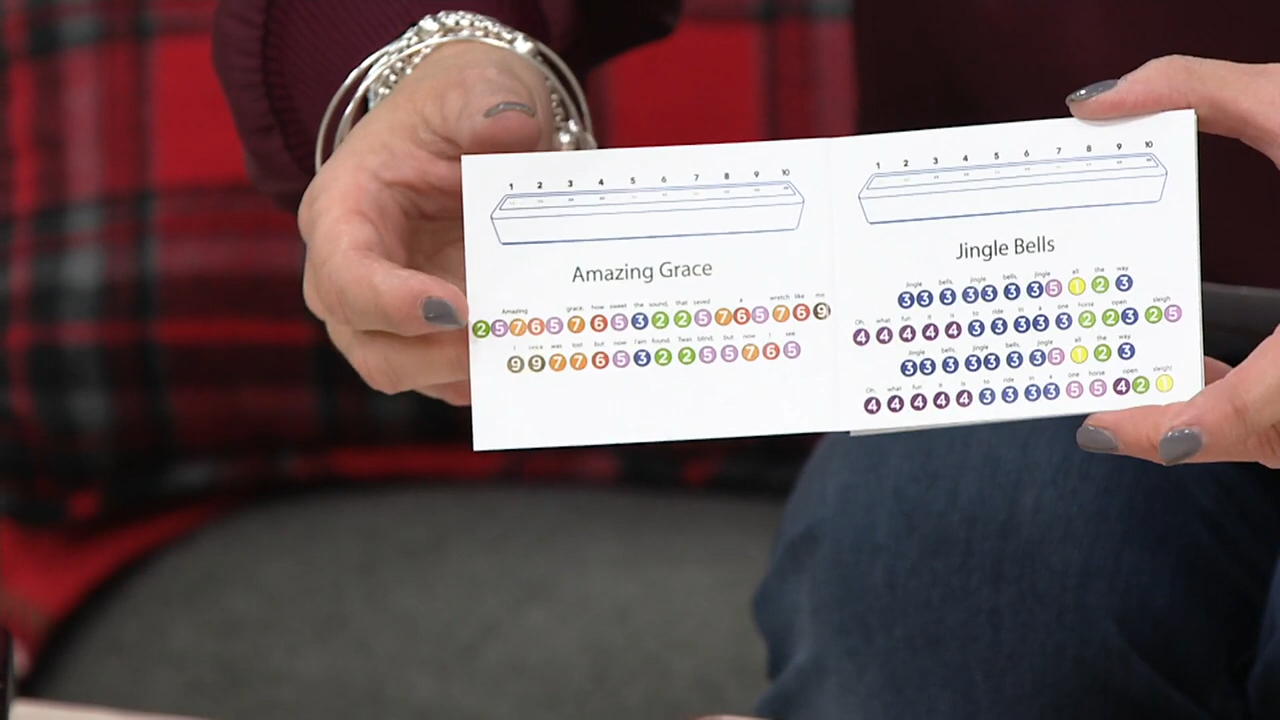 1 2 3 4 5 6 7 8 9 10
Amazing Grace
Amazing grace, how sweet the sound, that saved a wretch like me
2 5 7 6 5 7 6 5 3 2 2 5 7 6 5 7 6 9
I once was lost but now I'm found. Twas blind, but now I see
9 9 7 7 6 5 3 2 2 5 5 7 6 5
1 2 3 4 5 6 7 8 9 10
Jingle Bells
Jingle bells, jingle bells, jingle all the way
3 3 3 3 3 3 3 5 1 2 3
Oh, what fun it is to ride in a one horse open sleigh
4 4 4 4 4 3 3 3 3 3 2 2 3 2 5
Jingle bells, jingle bells, jingle all the way
3 3 3 3 3 3 3 5 1 2 3
Oh, what fun it is to ride in a one horse open sleigh!
4 4 4 4 4 3 3 3 3 5 5 4 2 1